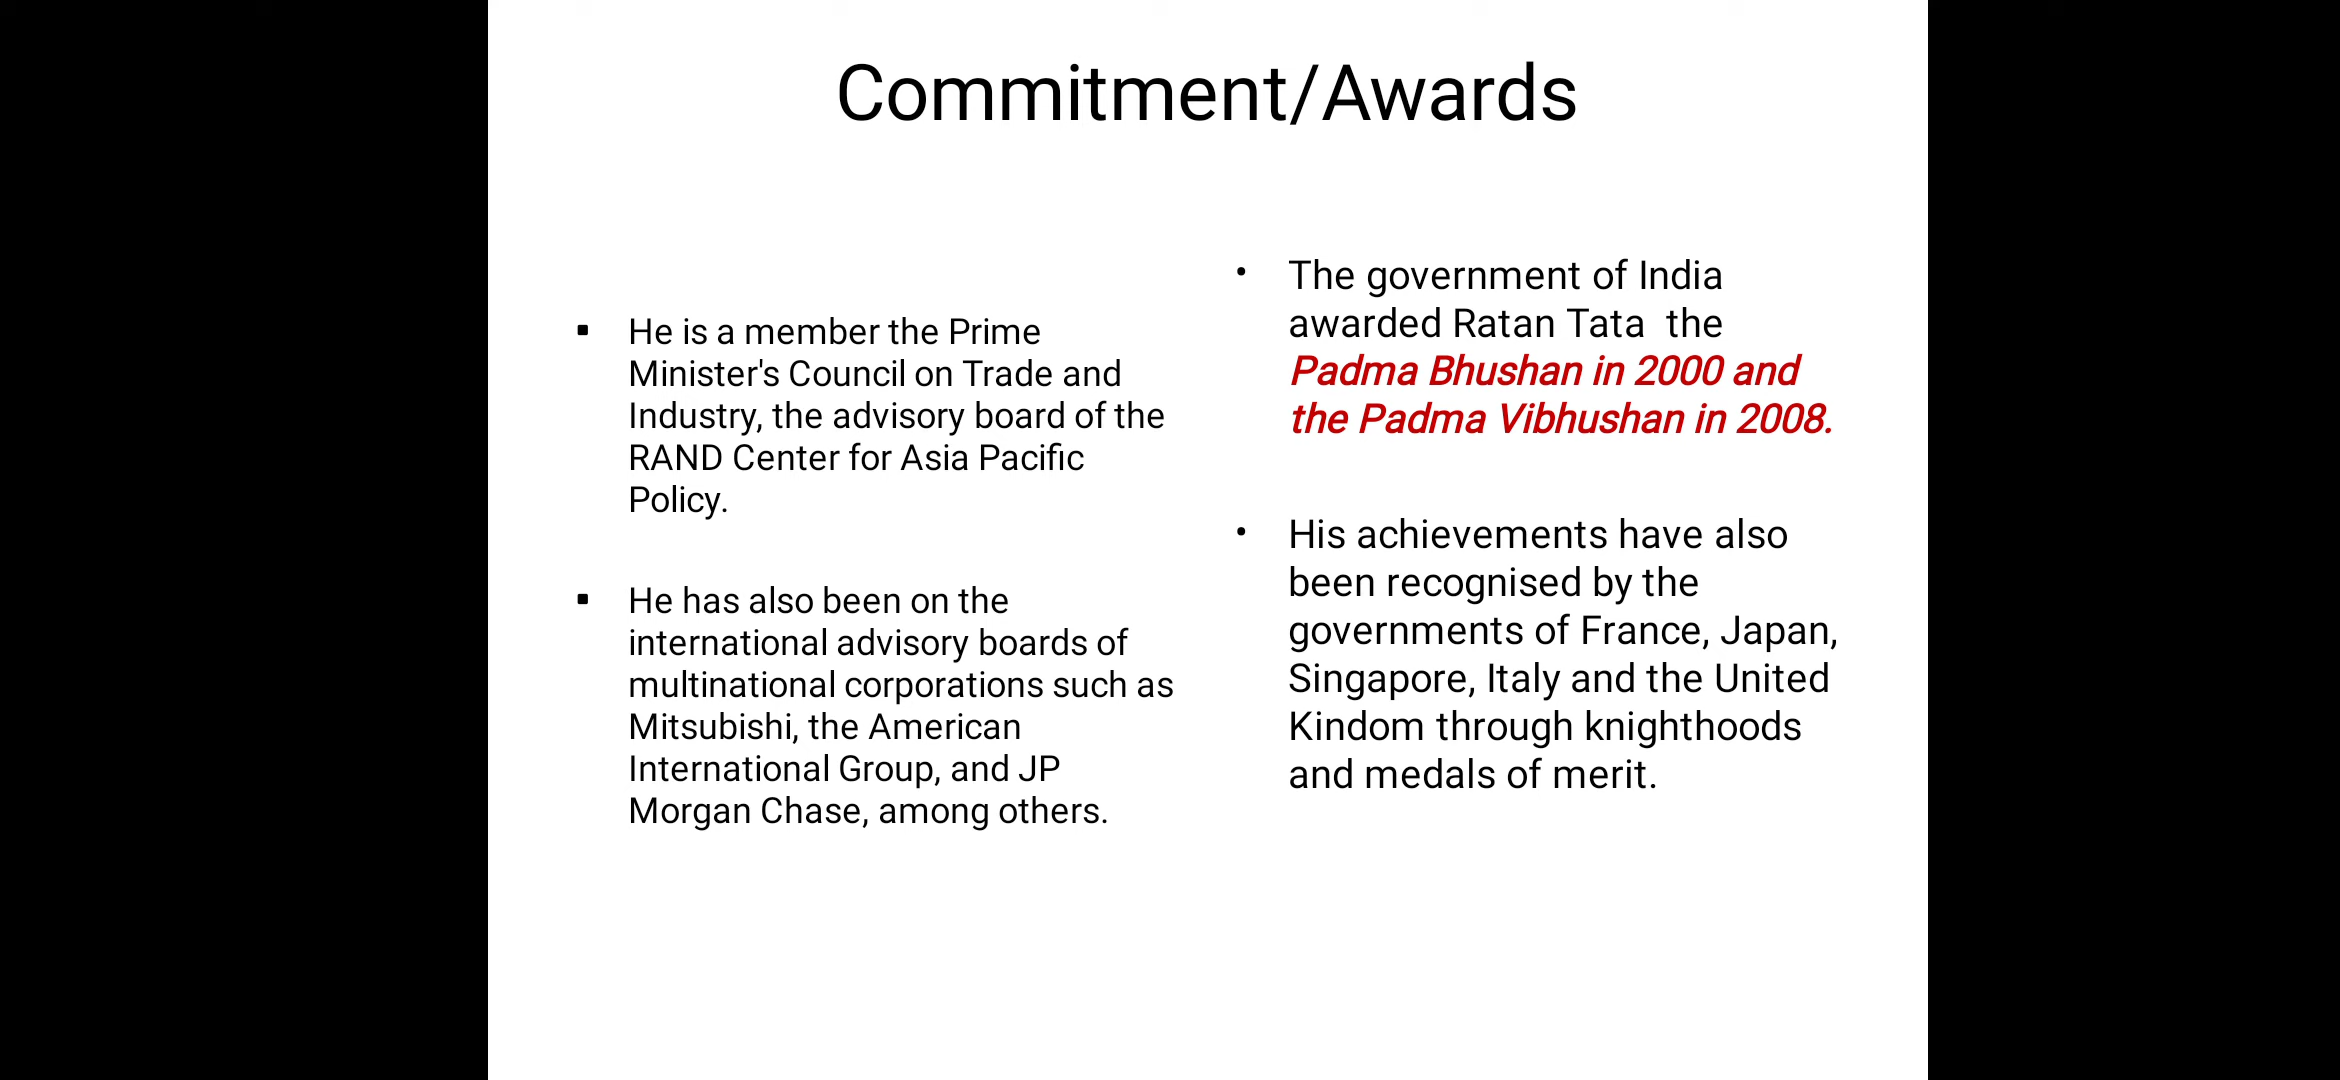 Commitment/Awards
▪ He is a member the Prime
Minister's Council on Trade and
Industry, the advisory board of the
RAND Center for Asia Pacific
Policy.
▪ He has also been on the
international advisory boards of
multinational corporations such as
Mitsubishi, the American
International Group, and JP
Morgan Chase, among others.
• The government of India
awarded Ratan Tata  the
Padma Bhushan in 2000 and
the Padma Vibhushan in 2008.
• His achievements have also
been recognised by the
governments of France, Japan,
Singapore, Italy and the United
Kindom through knighthoods
and medals of merit.